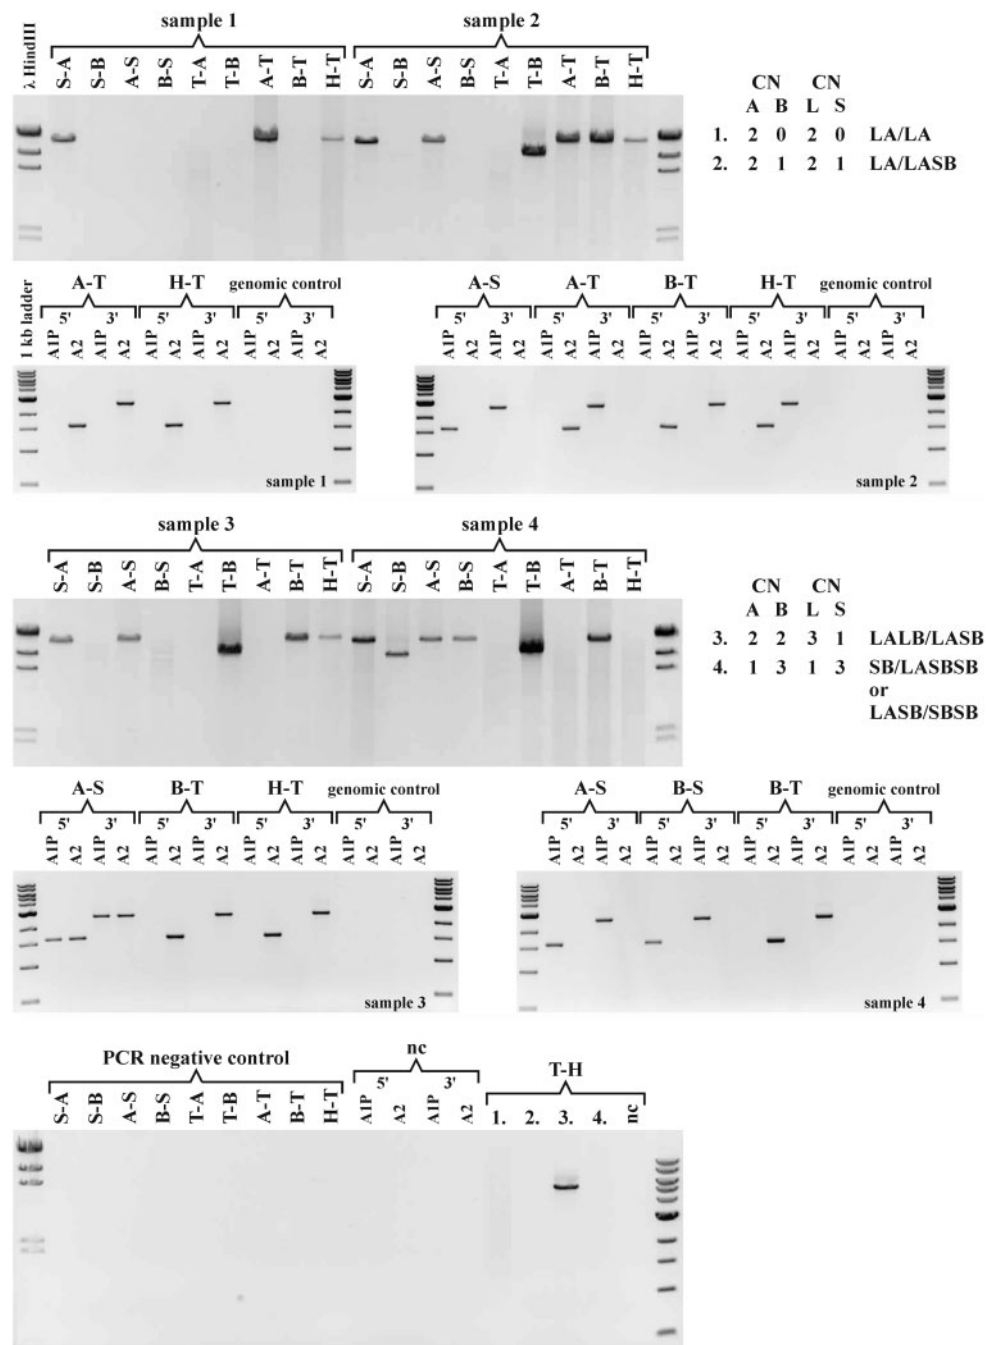 sample 1 sample 2
λ HindIII S-A S-B A-S B-S T-A T-B A-T B-T H-T S-A S-B A-S B-S T-A T-B A-T B-T H-T
CN CN
A B L S
1. 2 0 2 0 LA/LA
2. 2 1 2 1 LA/LASB
A-T H-T genomic control A-S A-T B-T H-T genomic control
5' 3' 5' 3' 5' 3' 5' 3' 5' 3' 5' 3' 5' 3' 5' 3'
1 kb ladder A1P A2 A1P A2 A1P A2 A1P A2 A1P A2 A1P A2 A1P A2 A1P A2 A1P A2 A1P A2 A1P A2 A1P A2 A1P A2 A1P A2 A1P A2 A1P A2
sample 1 sample 2
sample 3 sample 4
S-A S-B A-S B-S T-A T-B A-T B-T H-T S-A S-B A-S B-S T-A T-B A-T B-T H-T
CN CN
A B L S
3. 2 2 3 1 LALB/LASB
4. 1 3 1 3 SB/LASBSB
or
LASB/SBSB
A-S B-T H-T genomic control A-S B-S B-T genomic control
5' 3' 5' 3' 5' 3' 5' 3' 5' 3' 5' 3' 5' 3' 5' 3'
A1P A2 A1P A2 A1P A2 A1P A2 A1P A2 A1P A2 A1P A2 A1P A2 A1P A2 A1P A2 A1P A2 A1P A2 A1P A2 A1P A2 A1P A2 A1P A2
sample 3 sample 4
PCR negative control nc T-H
5' 3'
S-A S-B A-S B-S T-A T-B A-T B-T H-T A1P A2 A1P A2 1. 2. 3. 4. nc